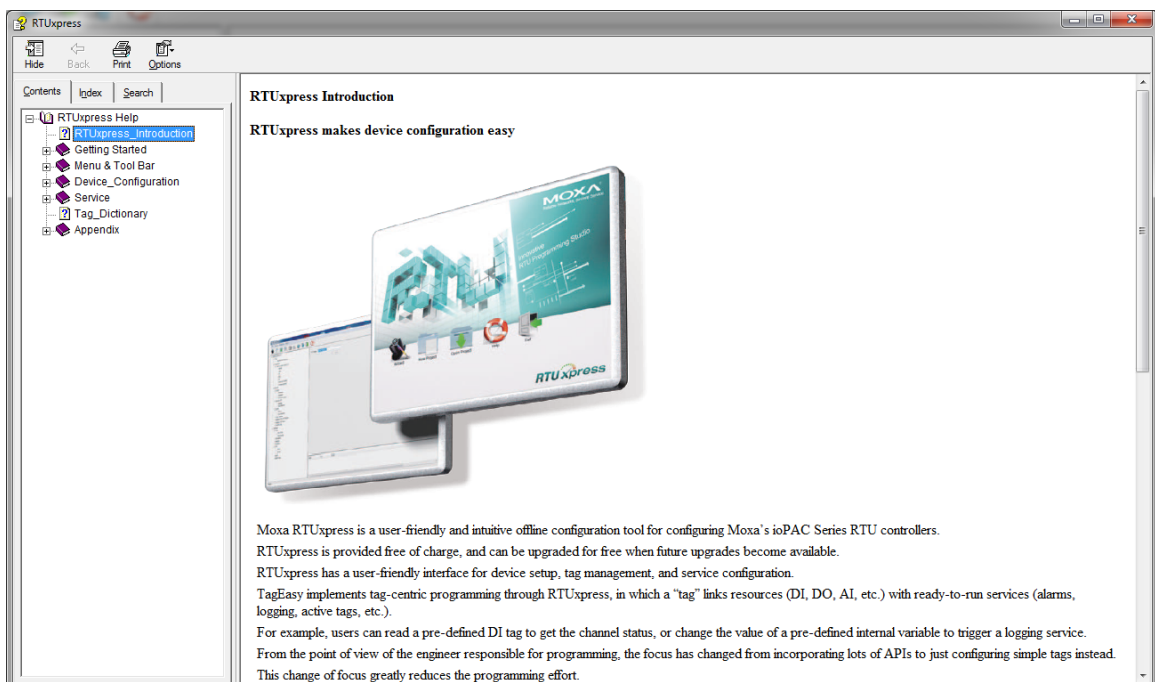 RTUxpress
Hide Back Print Options
Contents Index Search
RTUxpress Help
RTUxpress_Introduction
Getting Started
Menu & Tool Bar
Device_Configuration
Service
Tag_Dictionary
Appendix
RTUxpress Introduction
RTUxpress makes device configuration easy
MOXA
innovative
RTU Programming Studio
RTU
RTUxpress
Moxa RTUxpress is a user-friendly and intuitive offline configuration tool for configuring Moxa's ioPAC Series RTU controllers.
RTUxpress is provided free of charge, and can be upgraded for free when future upgrades become available.
RTUxpress has a user-friendly interface for device setup, tag management, and service configuration.
TagEasy implements tag-centric programming through RTUxpress, in which a “tag” links resources (DI, DO, AI, etc.) with ready-to-run services (alarms,
logging, active tags, etc.).
For example, users can read a pre-defined DI tag to get the channel status, or change the value of a pre-defined internal variable to trigger a logging service.
From the point of view of the engineer responsible for programming, the focus has changed from incorporating lots of APIs to just configuring simple tags instead.
This change of focus greatly reduces the programming effort.